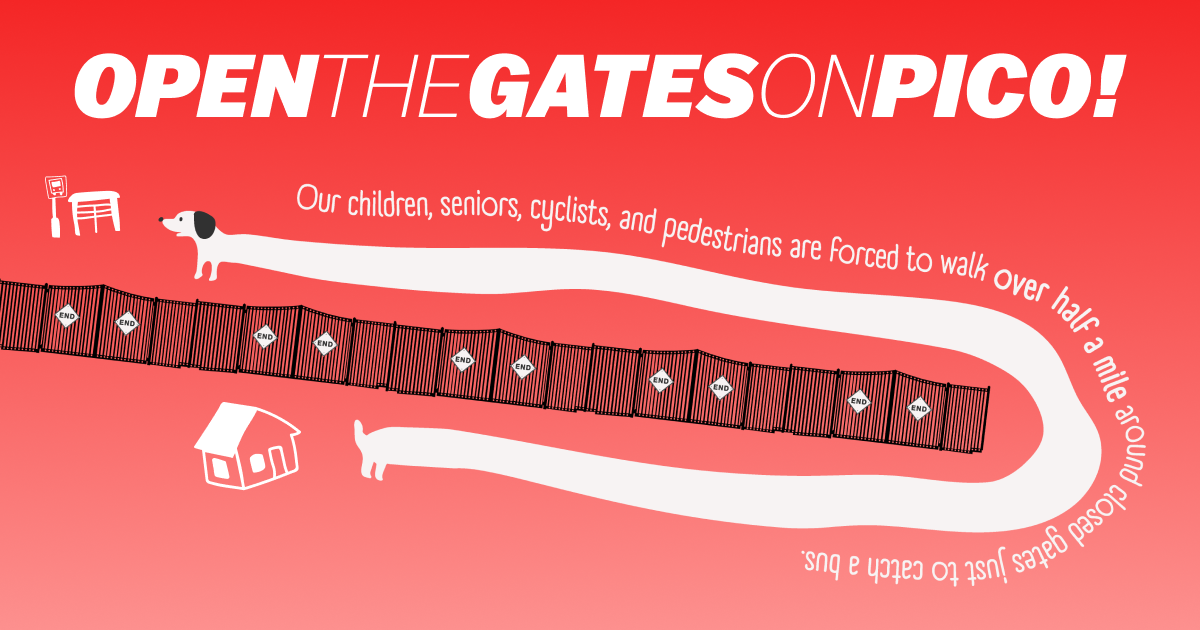 OPENTHEGATESONPICO!
Our children, seniors, cyclists, and pedestrians are forced to walk over half a mile around closed gates just to catch a bus.
END
END
END
END
END
END
END
END
END
END